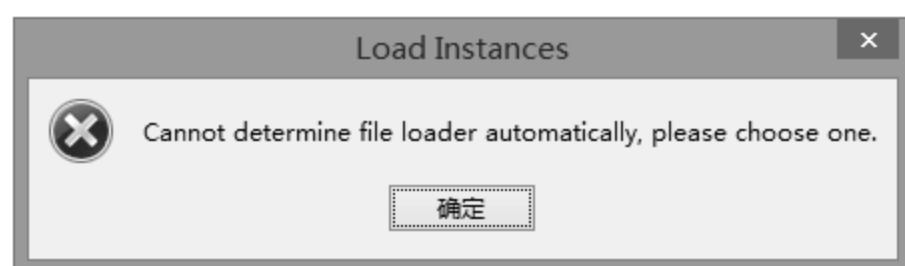 Load Instances
Cannot determine file loader automatically, please choose one.
确定